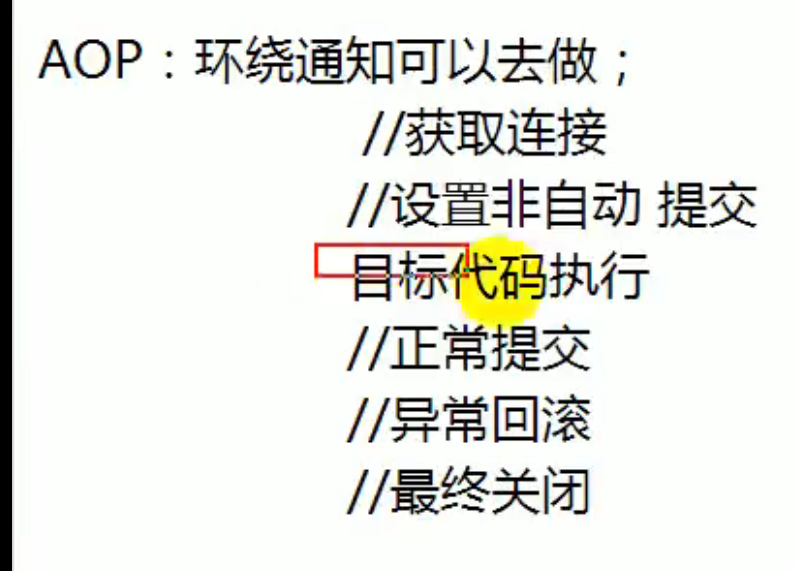 AOP：环绕通知可以去做；
//获取连接
//设置非自动 提交
目标代码执行
//正常提交
//异常回滚
//最终关闭